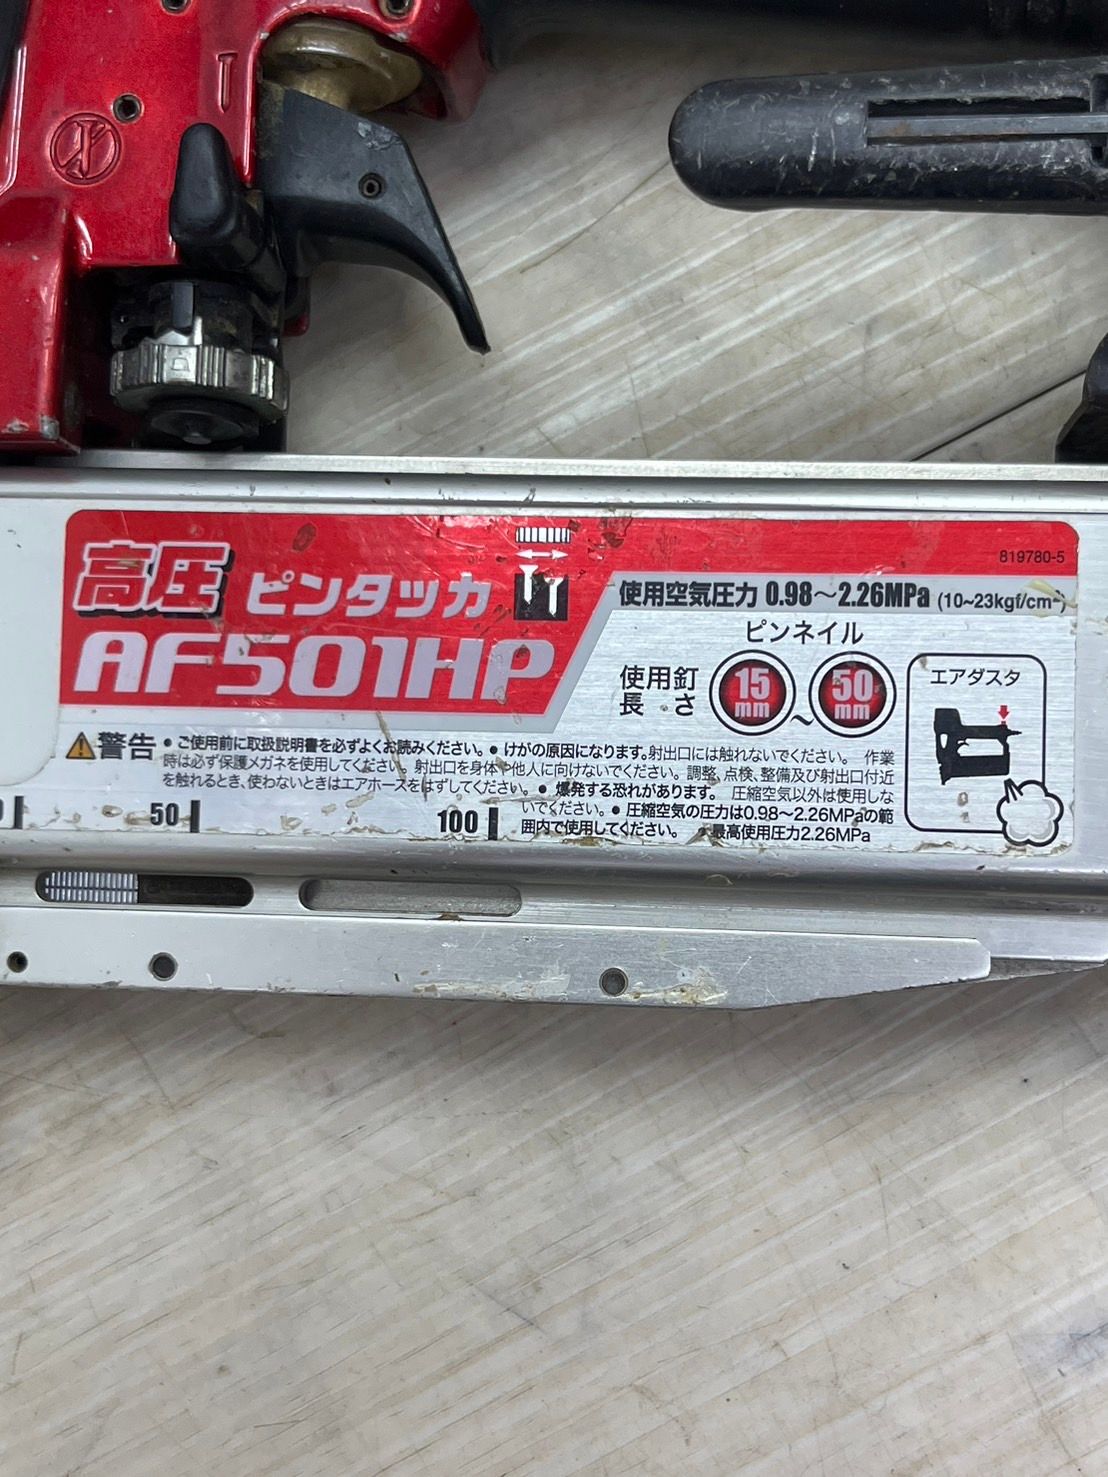 819780-5
高圧 ピンタッカ
AF501HP
使用空気圧力 0.98～2.26MPa (10~23kgf/cm²)
ピンネイル
使用釘
長さ
15
mm
～
50
mm
エアダスタ
警告 • ご使用前に取扱説明書を必ずよくお読みください。• けがの原因になります。射出口には触れないでください。 作業
時は必ず保護メガネを使用してください。射出口を身体や他人に向けないでください。調整、点検、整備及び射出口付近
を触れるとき、使わないときはエアホースをはずしてください。• 爆発する恐れがあります。 圧縮空気以外は使用しな
いでください。• 圧縮空気の圧力は0.98～2.26MPaの範
囲内で使用してください。 最高使用圧力2.26MPa
0
50
100